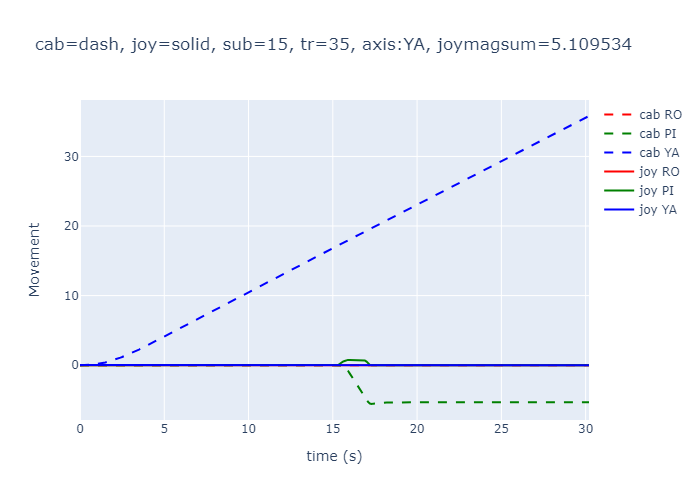 cab=dash, joy=solid, sub=15, tr=35, axis:YA, joymagsum=5.109534
cab RO
cab PI
cab YA
joy RO
joy PI
joy YA
Movement
30
20
10
0
0 5 10 15 20 25 30
time (s)